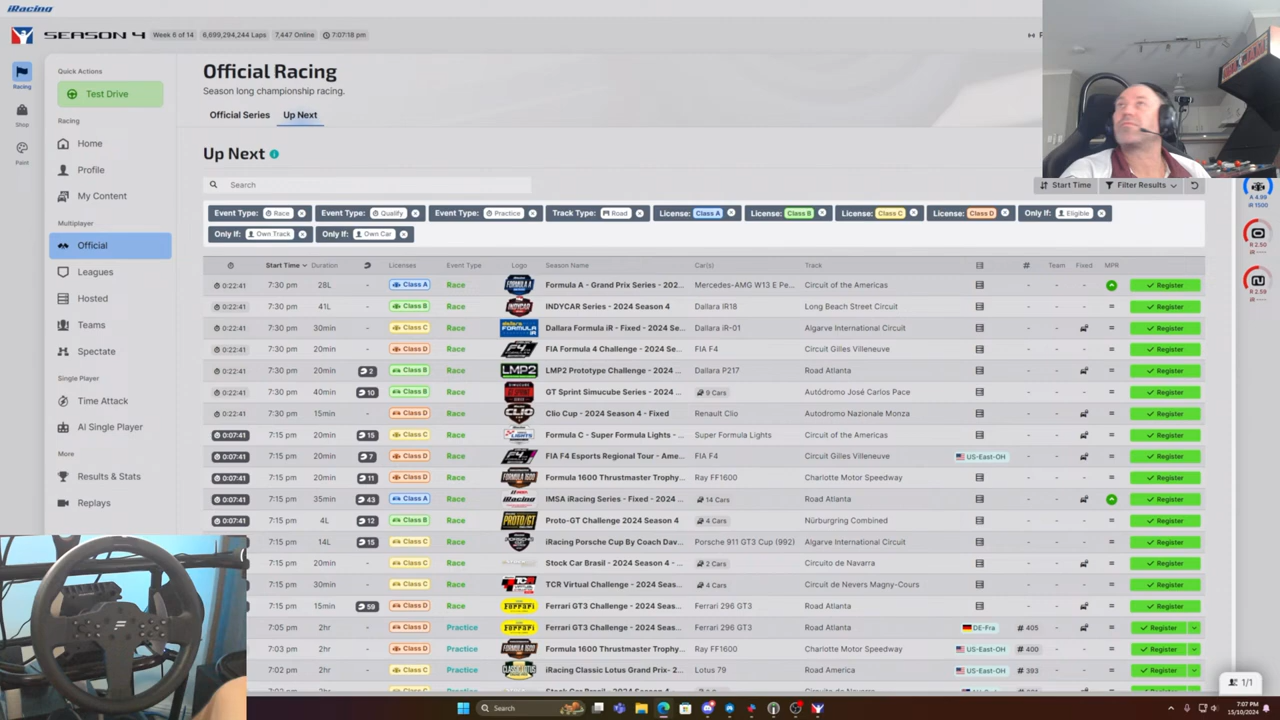 iRacing
SEASON 4 Week 6 of 14 6,699,294,244 Laps 7,447 Online 7:07:18 pm
Racing
Shop
Paint
Quick Actions
Test Drive
Racing
Home
Profile
My Content
Multiplayer
Official
Leagues
Hosted
Teams
Spectate
Single Player
Time Attack
AI Single Player
More
Results & Stats
Replays
Official Racing
Season long championship racing.
Official Series Up Next
Up Next
Search Start Time Filter Results
Event Type: Race Event Type: Qualify Event Type: Practice Track Type: Road License: Class A License: Class B License: Class C License: Class D Only If: Eligible
Only If: Own Track Only If: Own Car
Start Time Duration Licenses Event Type Logo Season Name Car(s) Track # Team Fixed MPR
0:22:41 7:30 pm 28L - Class A Race Formula A - Grand Prix Series - 202... Mercedes-AMG W13 E Pe... Circuit of the Americas - - - Register
0:22:41 7:30 pm 41L - Class B Race INDYCAR Series - 2024 Season 4 Dallara IR18 Long Beach Street Circuit - - - = Register
0:22:41 7:30 pm 30min - Class C Race Dallara Formula iR - Fixed - 2024 Se... Dallara iR-01 Algarve International Circuit - - = Register
0:22:41 7:30 pm 20min - Class D Race FIA Formula 4 Challenge - 2024 Se... FIA F4 Circuit Gilles Villeneuve - - = Register
0:22:41 7:30 pm 20min 2 Class B Race LMP2 Prototype Challenge - 2024 ... Dallara P217 Road Atlanta - - = Register
0:22:41 7:30 pm 40min 10 Class B Race GT Sprint Simucube Series - 2024 ... 9 Cars Autódromo José Carlos Pace - - - = Register
0:22:41 7:30 pm 15min - Class D Race Clio Cup - 2024 Season 4 - Fixed Renault Clio Autodromo Nazionale Monza - - = Register
0:07:41 7:15 pm 20min 15 Class C Race Formula C - Super Formula Lights - ... Super Formula Lights Circuit of the Americas - - = Register
0:07:41 7:15 pm 20min 7 Class D Race FIA F4 Esports Regional Tour - Ame... FIA F4 Circuit Gilles Villeneuve US-East-OH - - = Register
0:07:41 7:15 pm 20min 11 Class D Race Formula 1600 Thrustmaster Trophy... Ray FF1600 Charlotte Motor Speedway - - = Register
0:07:41 7:15 pm 35min 43 Class A Race IMSA iRacing Series - Fixed - 2024 ... 14 Cars Road Atlanta - - Register
0:07:41 7:15 pm 4L 12 Class B Race Proto-GT Challenge 2024 Season 4 4 Cars Nürburgring Combined - - = Register
7:15 pm 14L 15 Class C Race iRacing Porsche Cup By Coach Dav... Porsche 911 GT3 Cup (992) Algarve International Circuit - - = Register
7:15 pm 20min - Class C Race Stock Car Brasil - 2024 Season 4 - ... 2 Cars Circuito de Navarra - - = Register
7:15 pm 30min - Class C Race TCR Virtual Challenge - 2024 Seas... 4 Cars Circuit de Nevers Magny-Cours - - - = Register
7:15 pm 15min 59 Class D Race Ferrari GT3 Challenge - 2024 Seas... Ferrari 296 GT3 Road Atlanta - - = Register
7:05 pm 2hr - Class D Practice Ferrari GT3 Challenge - 2024 Seas... Ferrari 296 GT3 Road Atlanta DE-Fra # 405 - = Register
7:03 pm 2hr - Class D Practice Formula 1600 Thrustmaster Trophy... Ray FF1600 Charlotte Motor Speedway US-East-OH # 400 - = Register
7:02 pm 2hr - Class C Practice iRacing Classic Lotus Grand Prix- 2... Lotus 79 Road America US-East-OH # 393 - - = Register
A 4.99
iR 1500
R 2.50
R 2.59
1/1
Search
7:07 PM
15/10/2024